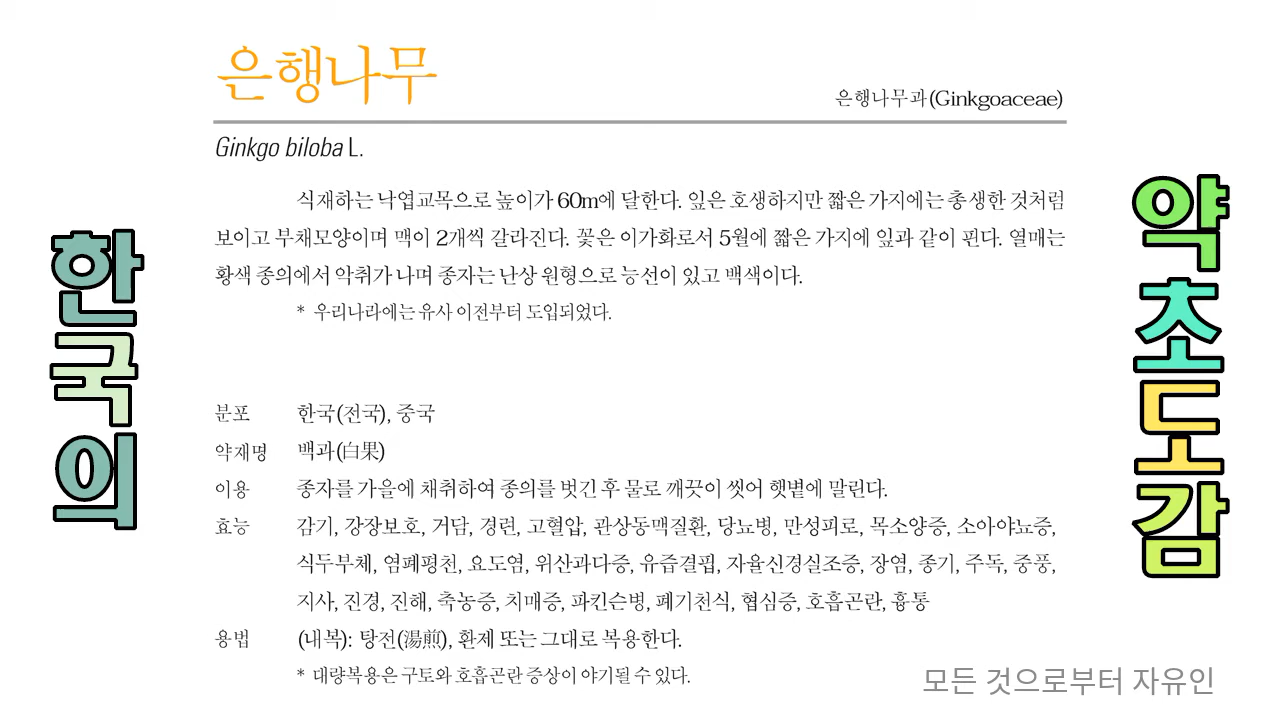 은행나무
은행나무과(Ginkgoaceae)
Ginkgo biloba L.
식재하는 낙엽교목으로 높이가 60m에 달한다. 잎은 호생하지만 짧은 가지에는 총생한 것처럼
보이고 부채모양이며 맥이 2개씩 갈라진다. 꽃은 이가화로서 5월에 짧은 가지에 잎과 같이 핀다. 열매는
황색 종의에서 악취가 나며 종자는 난상 원형으로 능선이 있고 백색이다.
* 우리나라에는 유사 이전부터 도입되었다.
분포 한국(전국), 중국
약재명 백과(白果)
이용 종자를 가을에 채취하여 종의를 벗긴 후 물로 깨끗이 씻어 햇볕에 말린다.
효능 감기, 강장보호, 거담, 경련, 고혈압, 관상동맥질환, 당뇨병, 만성피로, 목소양증, 소아야뇨증,
식두부체, 염폐평천, 요도염, 위산과다증, 유즙결핍, 자율신경실조증, 장염, 종기, 주독, 중풍,
지사, 진경, 진해, 축농증, 치매증, 파킨슨병, 폐기천식, 협심증, 호흡곤란, 흉통
용법 (내복): 탕전(湯煎), 환제 또는 그대로 복용한다.
* 대량복용은 구토와 호흡곤란 증상이 야기될 수 있다.
한국의
약초도감
모든 것으로부터 자유인